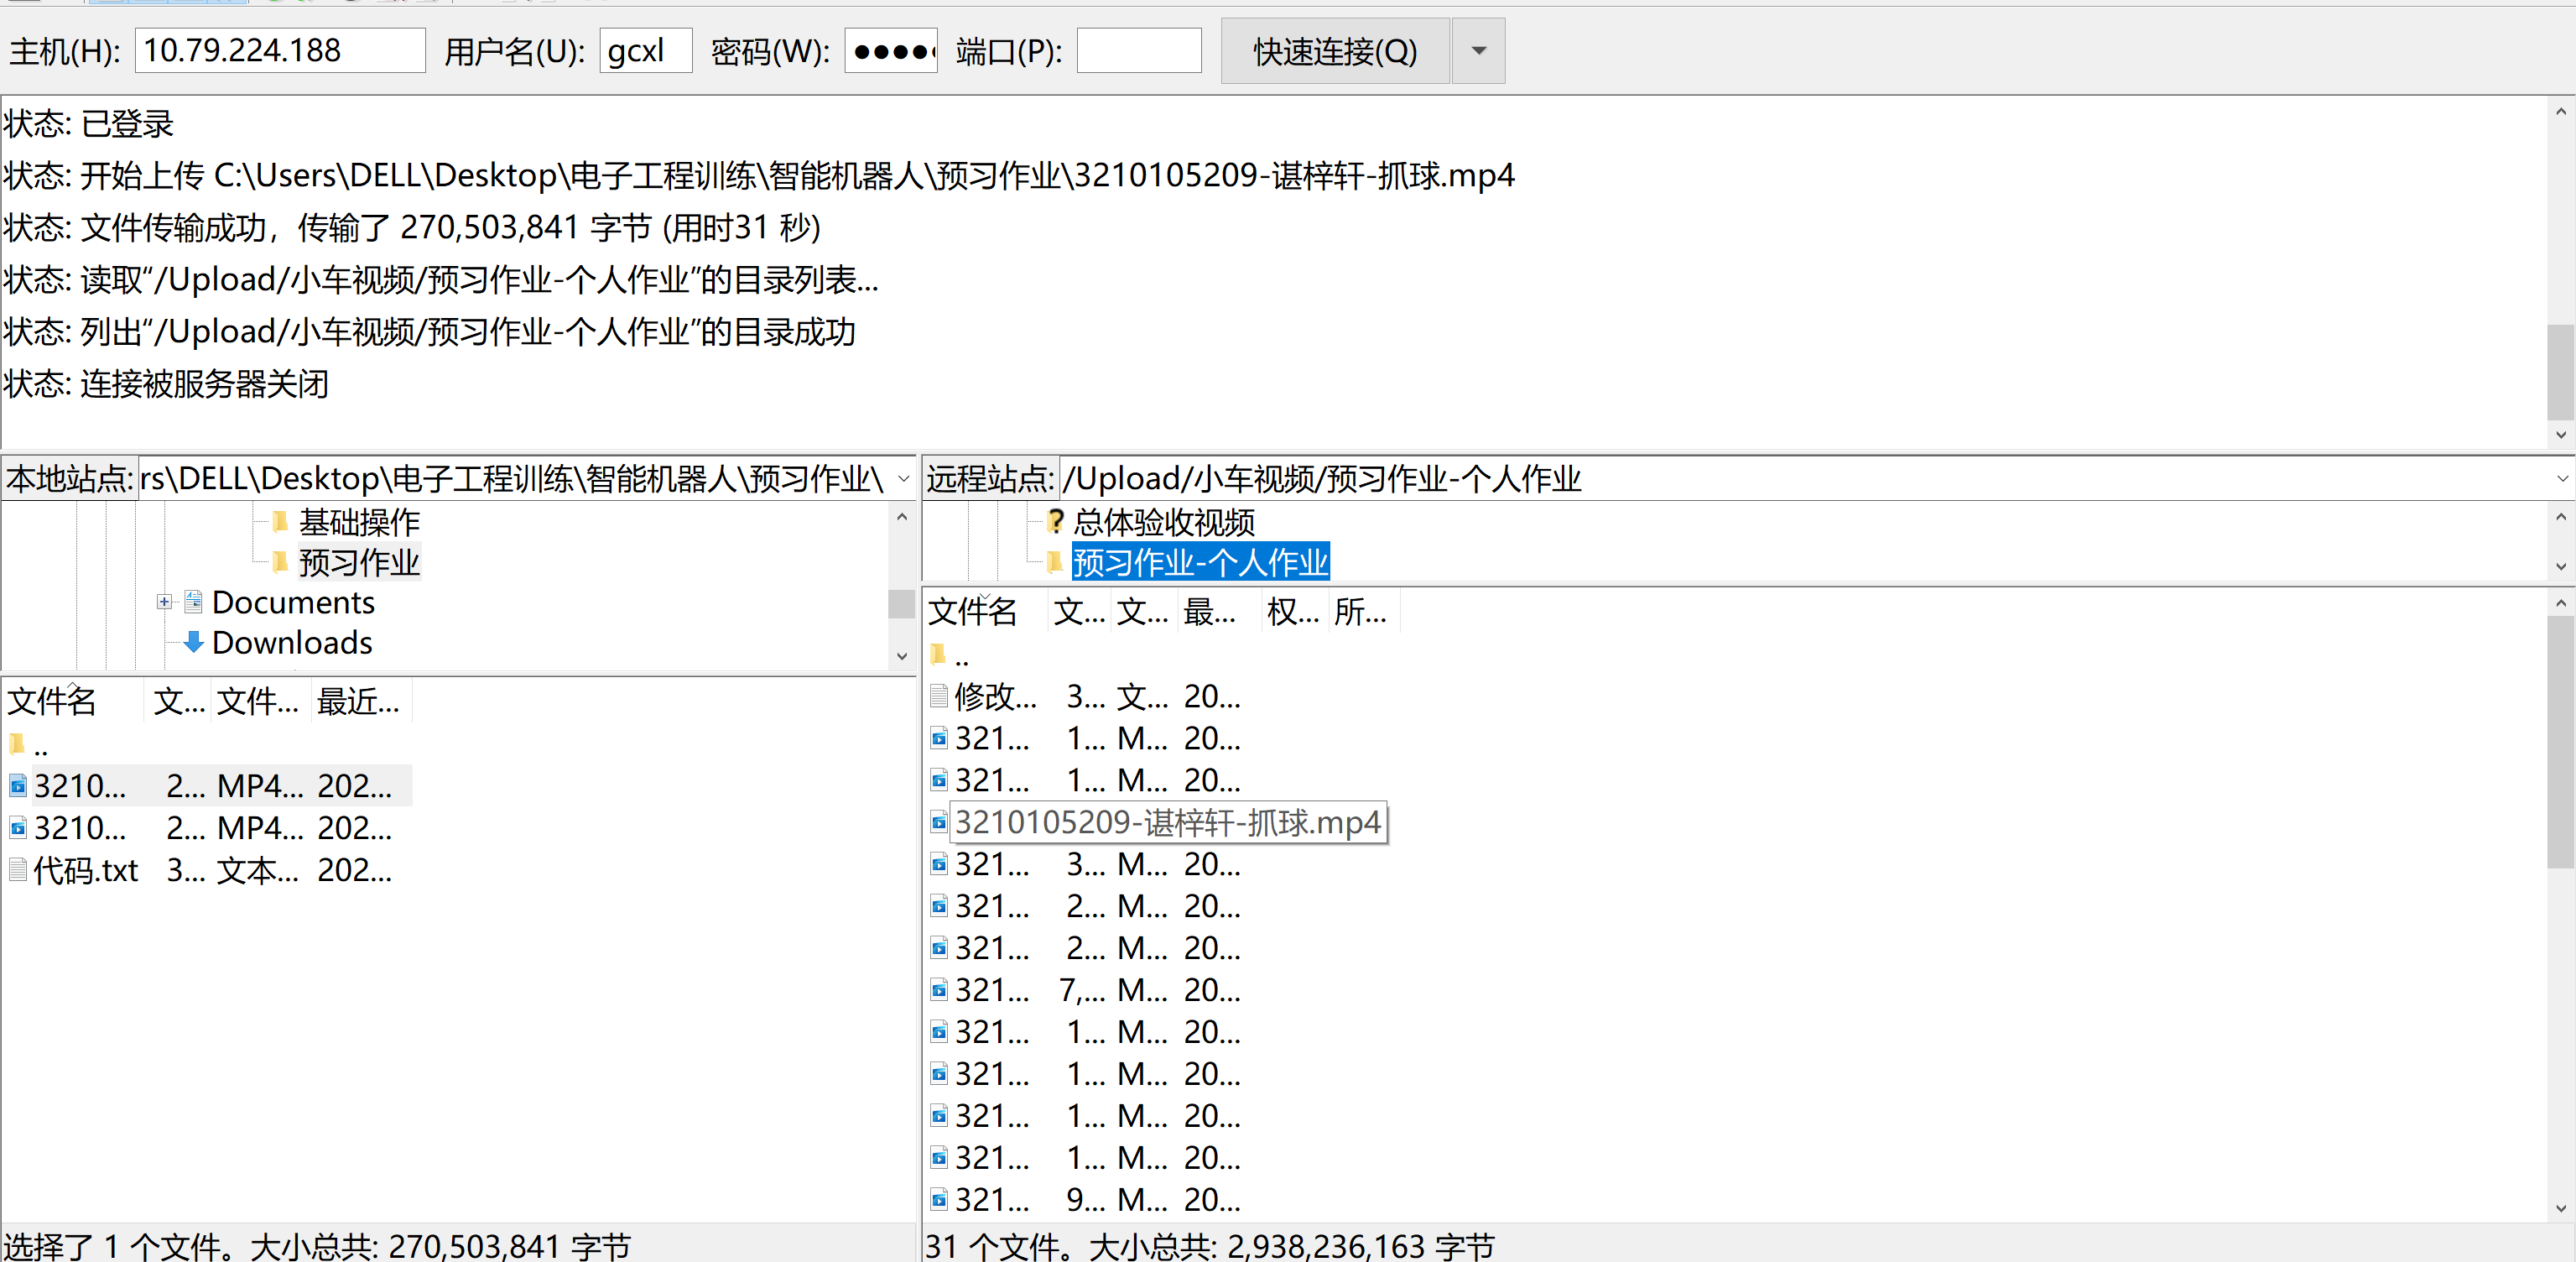 主机(H): 10.79.224.188 用户名(U): gcxl 密码(W): ●●●●● 端口(P): 快速连接(Q)
状态: 已登录
状态: 开始上传 C:\Users\DELL\Desktop\电子工程训练\智能机器人\预习作业\3210105209-谌梓轩-抓球.mp4
状态: 文件传输成功，传输了 270,503,841 字节 (用时31 秒)
状态: 读取“/Upload/小车视频/预习作业-个人作业”的目录列表...
状态: 列出“/Upload/小车视频/预习作业-个人作业”的目录成功
状态: 连接被服务器关闭
本地站点: rs\DELL\Desktop\电子工程训练\智能机器人\预习作业\
基础操作
预习作业
Documents
Downloads
文件名 文... 文件... 最近...
..
3210... 2... MP4... 202...
3210... 2... MP4... 202...
代码.txt 3... 文本... 202...
选择了 1 个文件。大小总共: 270,503,841 字节
远程站点: /Upload/小车视频/预习作业-个人作业
总体验收视频
预习作业-个人作业
文件名 文... 文... 最... 权... 所...
..
修改... 3... 文... 20...
321... 1... M... 20...
321... 1... M... 20...
3210105209-谌梓轩-抓球.mp4
321... 3... M... 20...
321... 2... M... 20...
321... 2... M... 20...
321... 7,... M... 20...
321... 1... M... 20...
321... 1... M... 20...
321... 1... M... 20...
321... 1... M... 20...
321... 9... M... 20...
31 个文件。大小总共: 2,938,236,163 字节